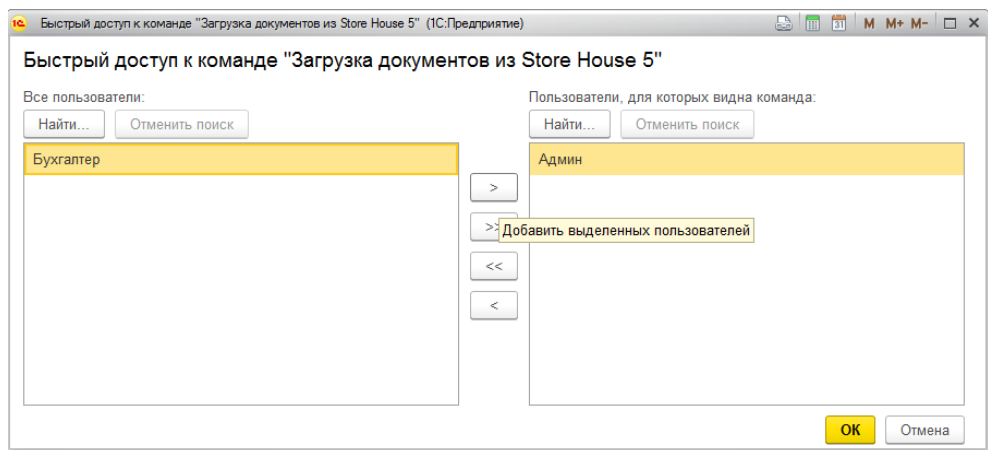 Быстрый доступ к команде "Загрузка документов из Store House 5" (1С:Предприятие)
31 M M+ M-
Быстрый доступ к команде "Загрузка документов из Store House 5"
Все пользователи:
Пользователи, для которых видна команда:
Найти... Отменить поиск
Найти... Отменить поиск
Бухгалтер
Админ
>
>>
Добавить выделенных пользователей
<<
<
ОК Отмена